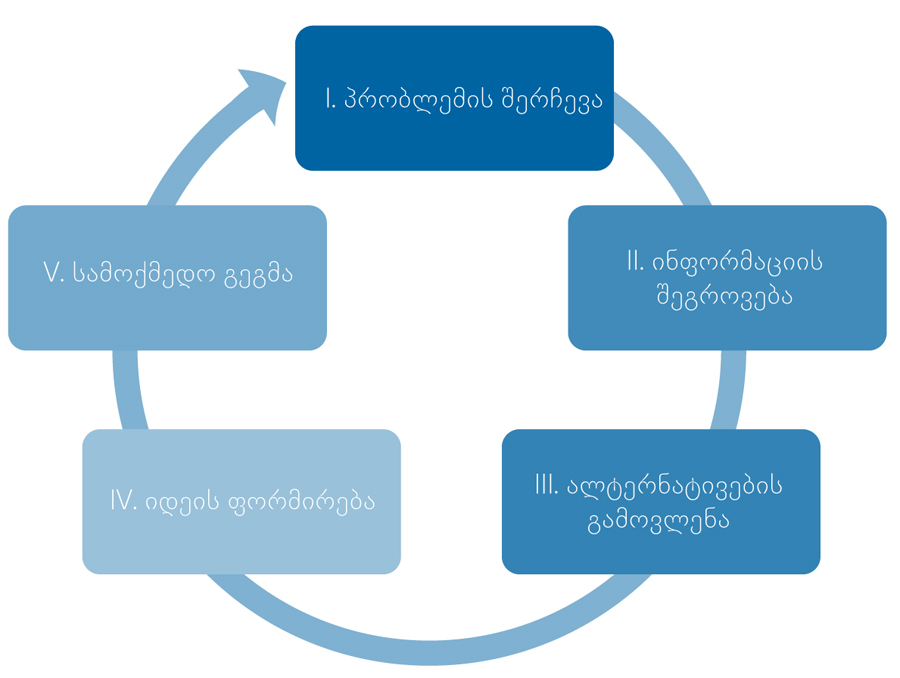 I. პრობლემის შერჩევა
II. ინფორმაციის
შეგროვება
III. ალტერნატივების
გამოვლენა
IV. იდეის ფორმირება
V. სამოქმედო გეგმა